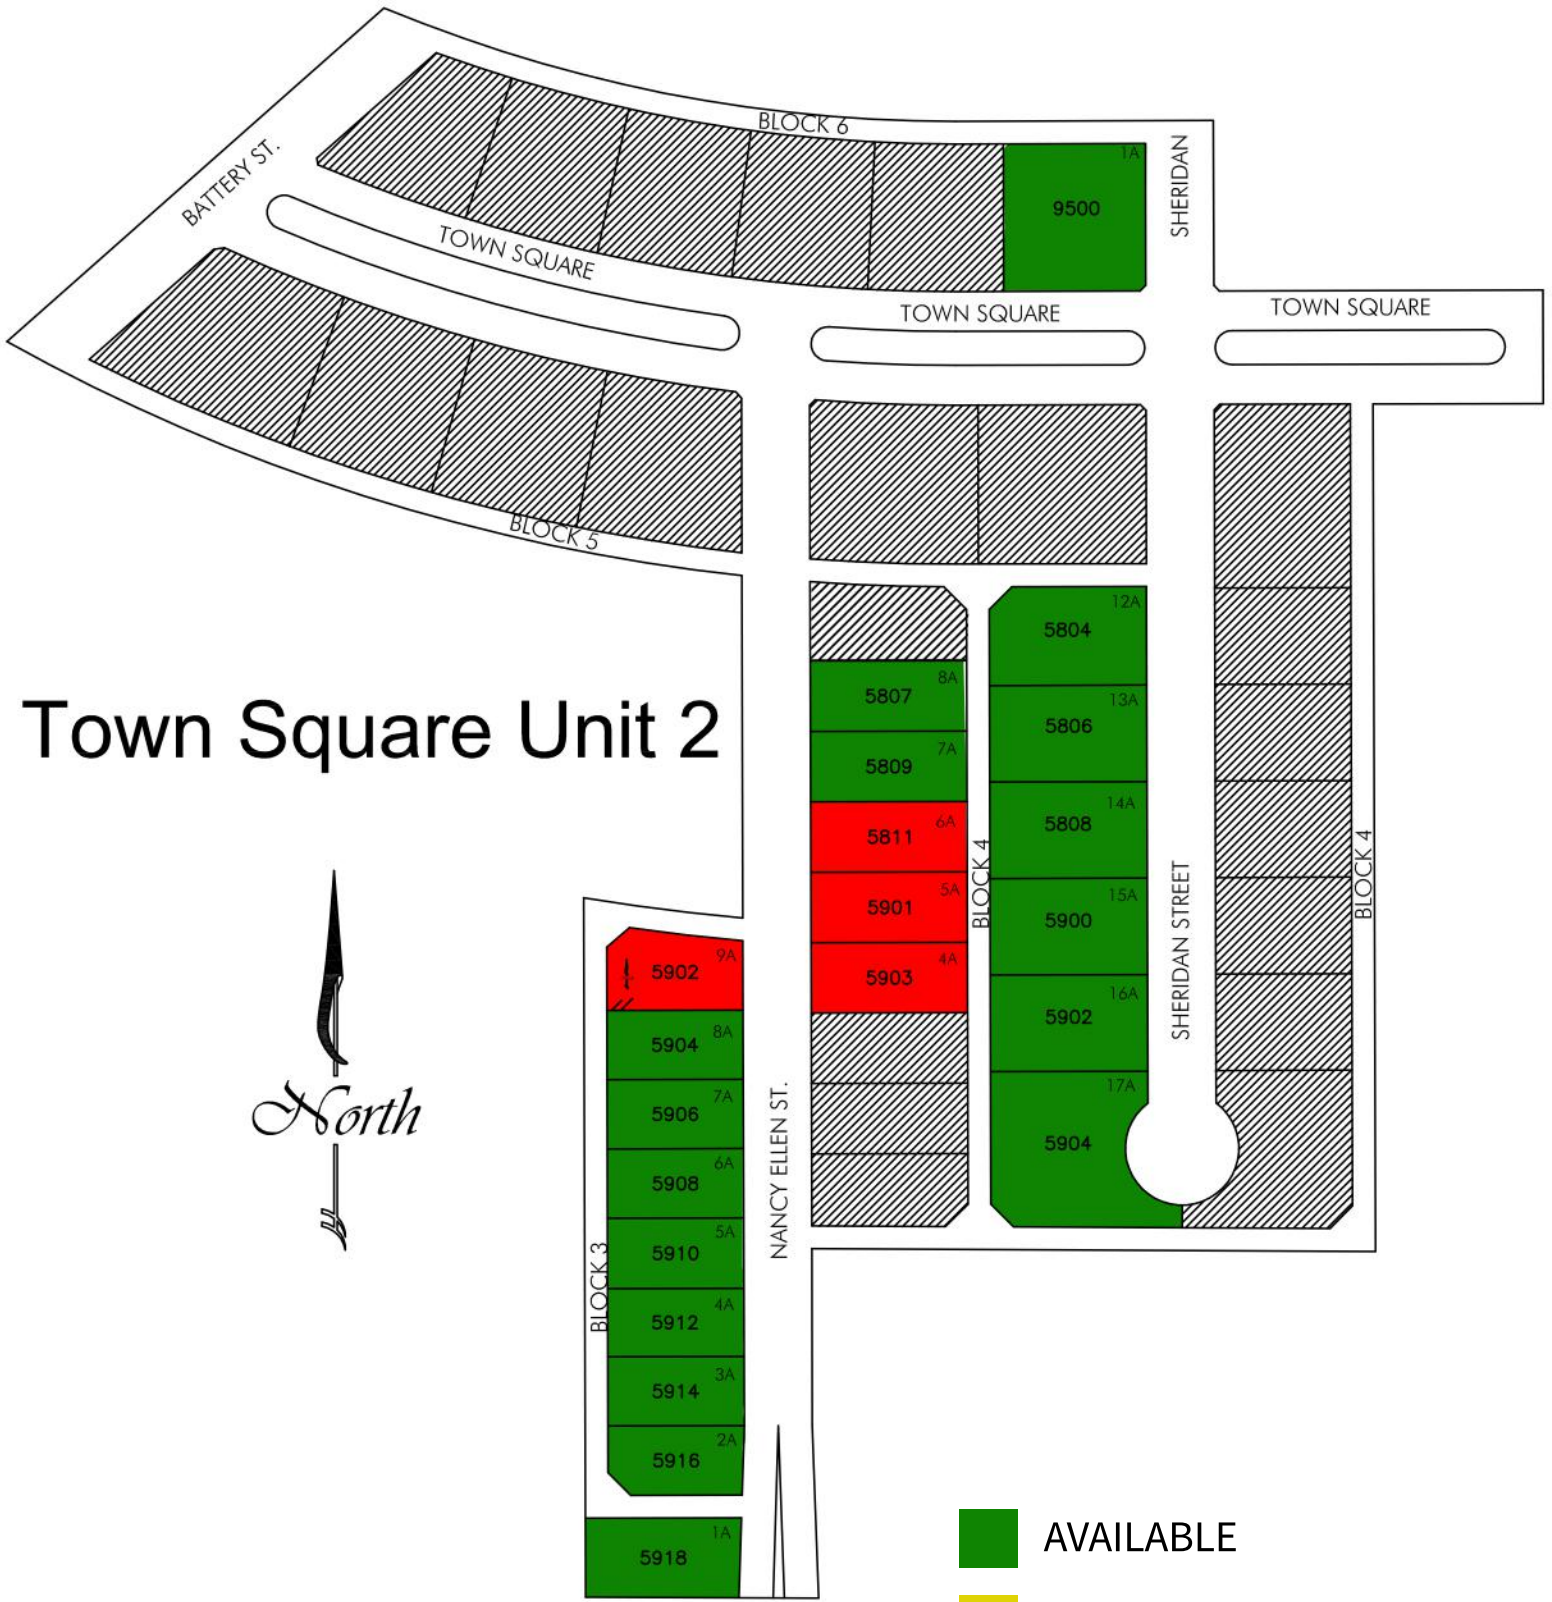 BLOCK 6
1A
9500
SHERIDAN
BATTERY ST.
TOWN SQUARE
TOWN SQUARE
TOWN SQUARE
BLOCK 5
12A
5804
8A
5807
13A
5806
Town Square Unit 2
7A
5809
14A
5808
6A
5811
BLOCK 4
BLOCK 4
5A
5901
15A
5900
SHERIDAN STREET
9A
5902
4A
5903
16A
5902
8A
5904
17A
5904
7A
5906
North
NANCY ELLEN ST.
6A
5908
5A
5910
BLOCK 3
4A
5912
3A
5914
2A
5916
1A
5918
AVAILABLE